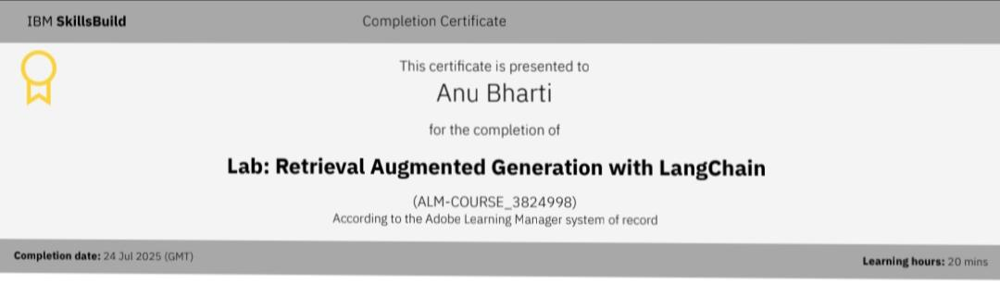 IBM SkillsBuild
Completion Certificate
This certificate is presented to
Anu Bharti
for the completion of
Lab: Retrieval Augmented Generation with LangChain
(ALM-COURSE_3824998)
According to the Adobe Learning Manager system of record
Completion date: 24 Jul 2025 (GMT)
Learning hours: 20 mins